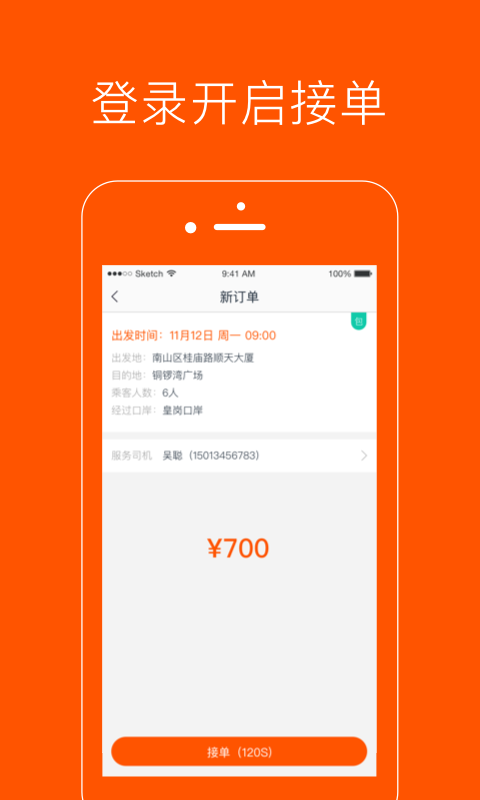 登录开启接单
Sketch 9:41 AM 100%
新订单
包
出发时间：11月12日 周一 09:00
出发地：南山区桂庙路顺天大厦
目的地：铜锣湾广场
乘客人数：6人
经过口岸：皇岗口岸
服务司机 吴聪（15013456783）
¥700
接单（120S）